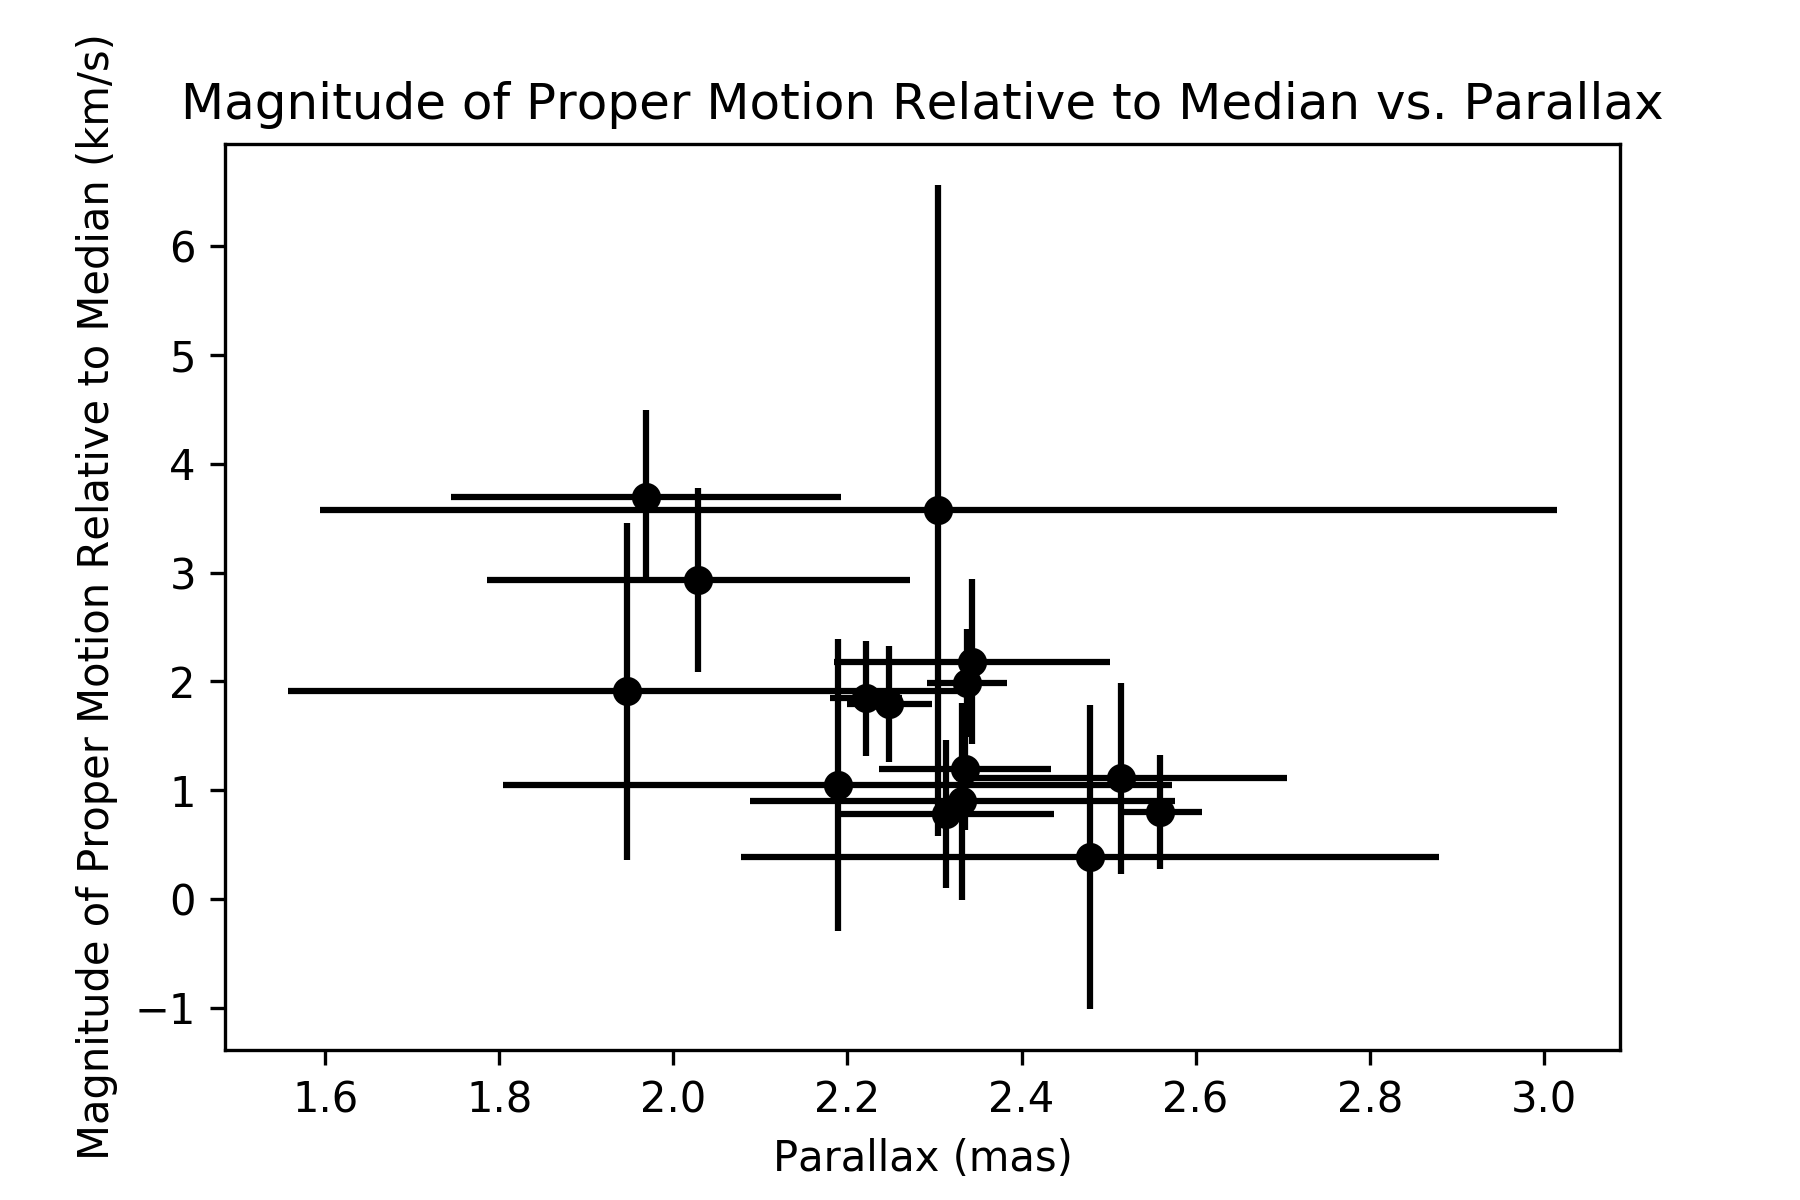 Magnitude of Proper Motion Relative to Median vs. Parallax
Magnitude of Proper Motion Relative to Median (km/s)
6
5
4
3
2
1
0
−1
1.6 1.8 2.0 2.2 2.4 2.6 2.8 3.0
Parallax (mas)